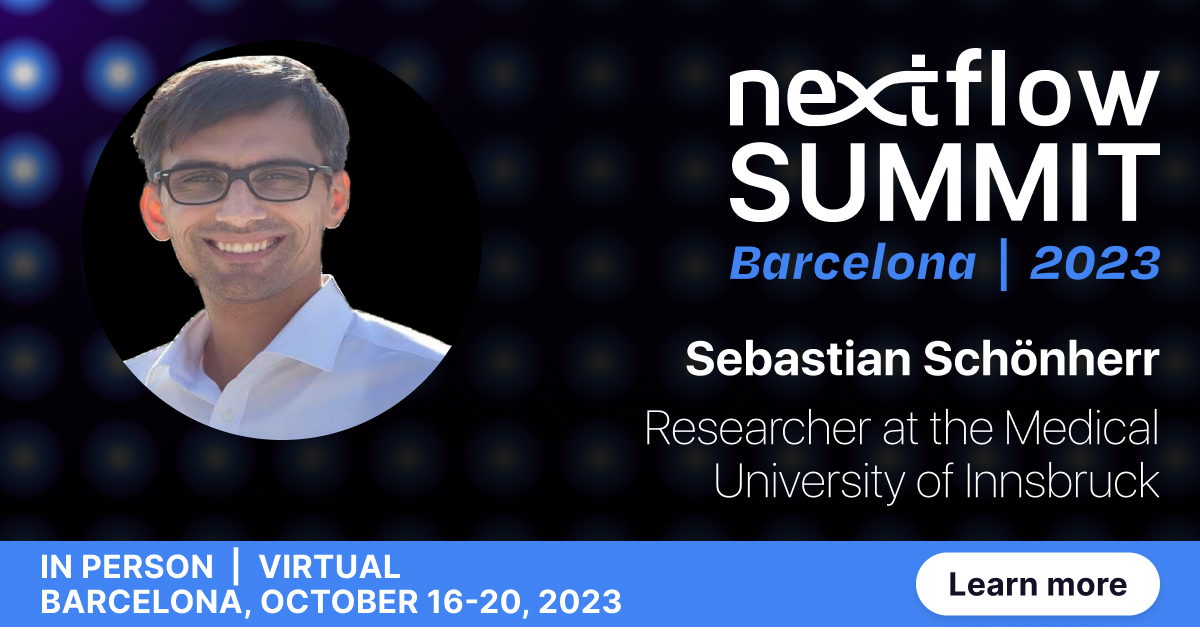 nextflow
SUMMIT
Barcelona | 2023
Sebastian Schönherr
Researcher at the Medical
University of Innsbruck
IN PERSON | VIRTUAL
BARCELONA, OCTOBER 16-20, 2023
Learn more